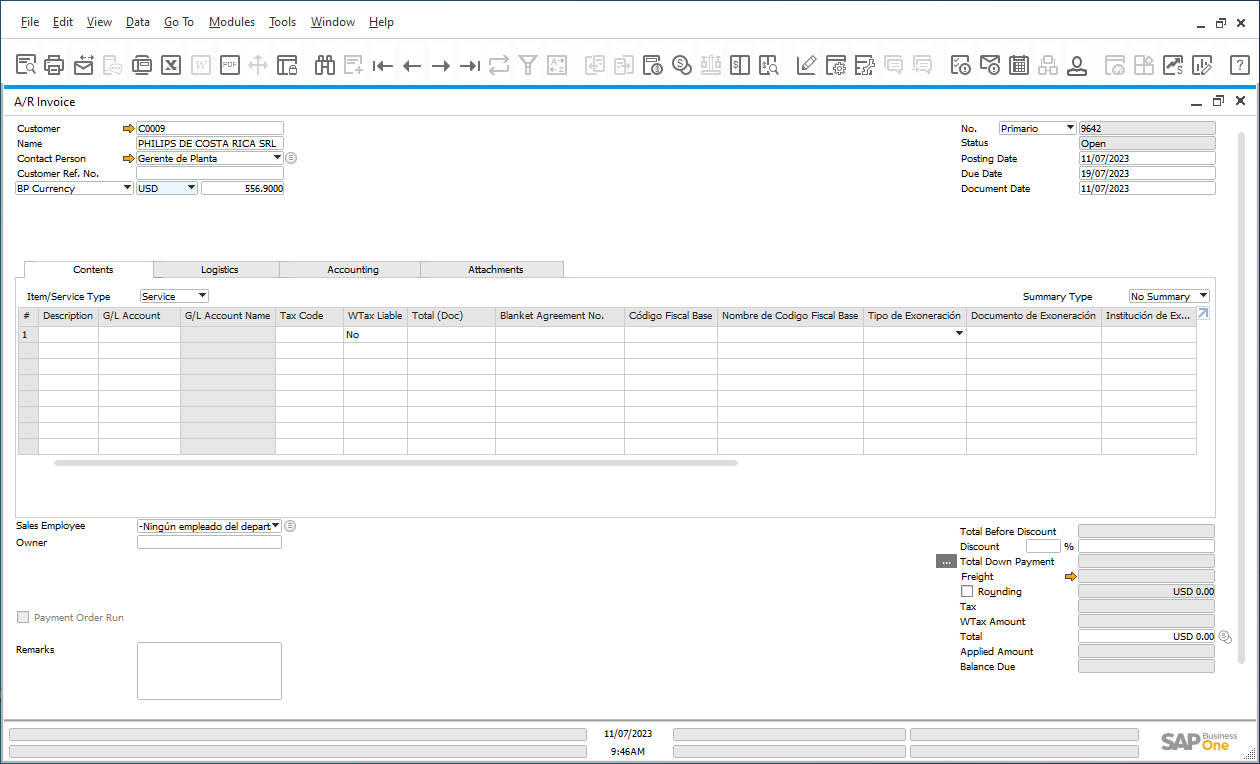 File Edit View Data Go To Modules Tools Window Help
A/R Invoice
Customer C0009
Name PHILIPS DE COSTA RICA SRL
Contact Person Gerente de Planta
Customer Ref. No.
BP Currency USD 556.9000
No. Primario 9642
Status Open
Posting Date 11/07/2023
Due Date 19/07/2023
Document Date 11/07/2023
Contents Logistics Accounting Attachments
Item/Service Type Service Summary Type No Summary
# Description G/L Account G/L Account Name Tax Code WTax Liable Total (Doc) Blanket Agreement No. Código Fiscal Base Nombre de Codigo Fiscal Base Tipo de Exoneración Documento de Exoneración Institución de Ex...
1 No
Sales Employee -Ningún empleado del depart
Owner
Payment Order Run
Remarks
Total Before Discount
Discount %
... Total Down Payment
Freight
Rounding USD 0.00
Tax
WTax Amount
Total USD 0.00
Applied Amount
Balance Due
11/07/2023
9:46AM
SAP Business One